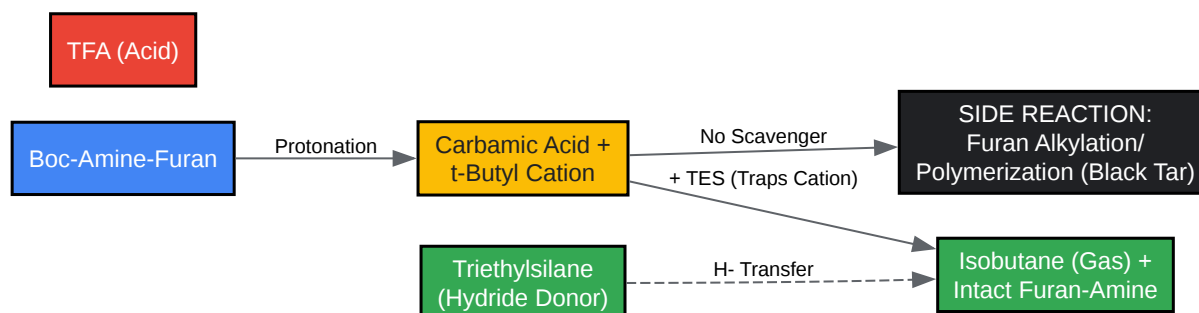 TFA (Acid)
Boc-Amine-Furan
Protonation
Carbamic Acid +
t-Butyl Cation
No Scavenger
+ TES (Traps Cation)
SIDE REACTION:
Furan Alkylation/
Polymerization (Black Tar)
Triethylsilane
(Hydride Donor)
H- Transfer
Isobutane (Gas) +
Intact Furan-Amine